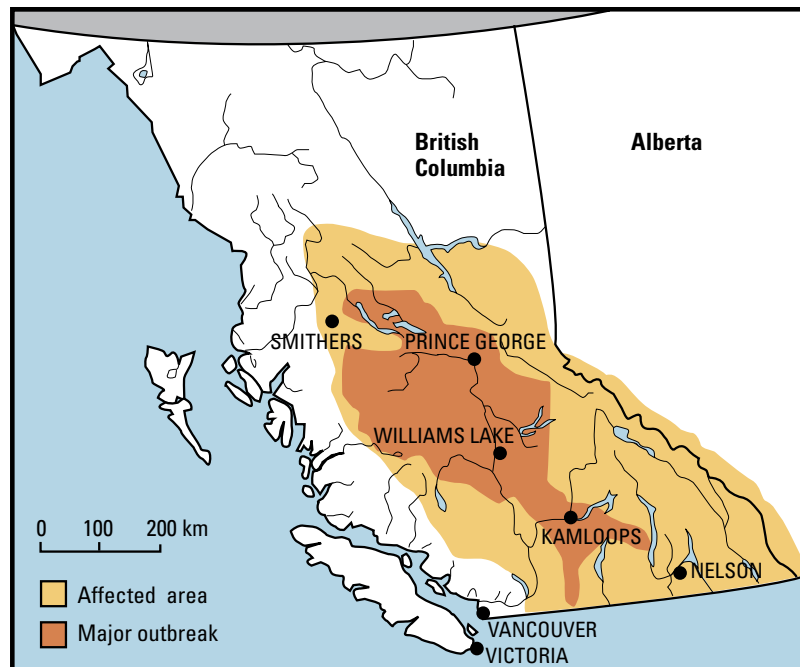 British
Columbia
Alberta
SMITHERS
PRINCE GEORGE
WILLIAMS LAKE
KAMLOOPS
NELSON
VANCOUVER
VICTORIA
0 100 200 km
Affected area
Major outbreak